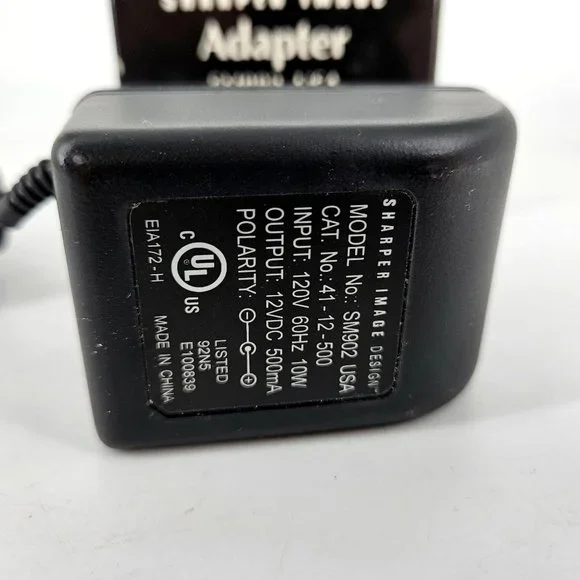 Adapter
SHARPER IMAGE DESIGN™
MODEL No.: SM902 USA
CAT. No.: 41-12-500
INPUT: 120V 60Hz 10W
OUTPUT: 12VDC 500mA
POLARITY:
C UL US
LISTED
92N5
E100839
EIA172-H MADE IN CHINA